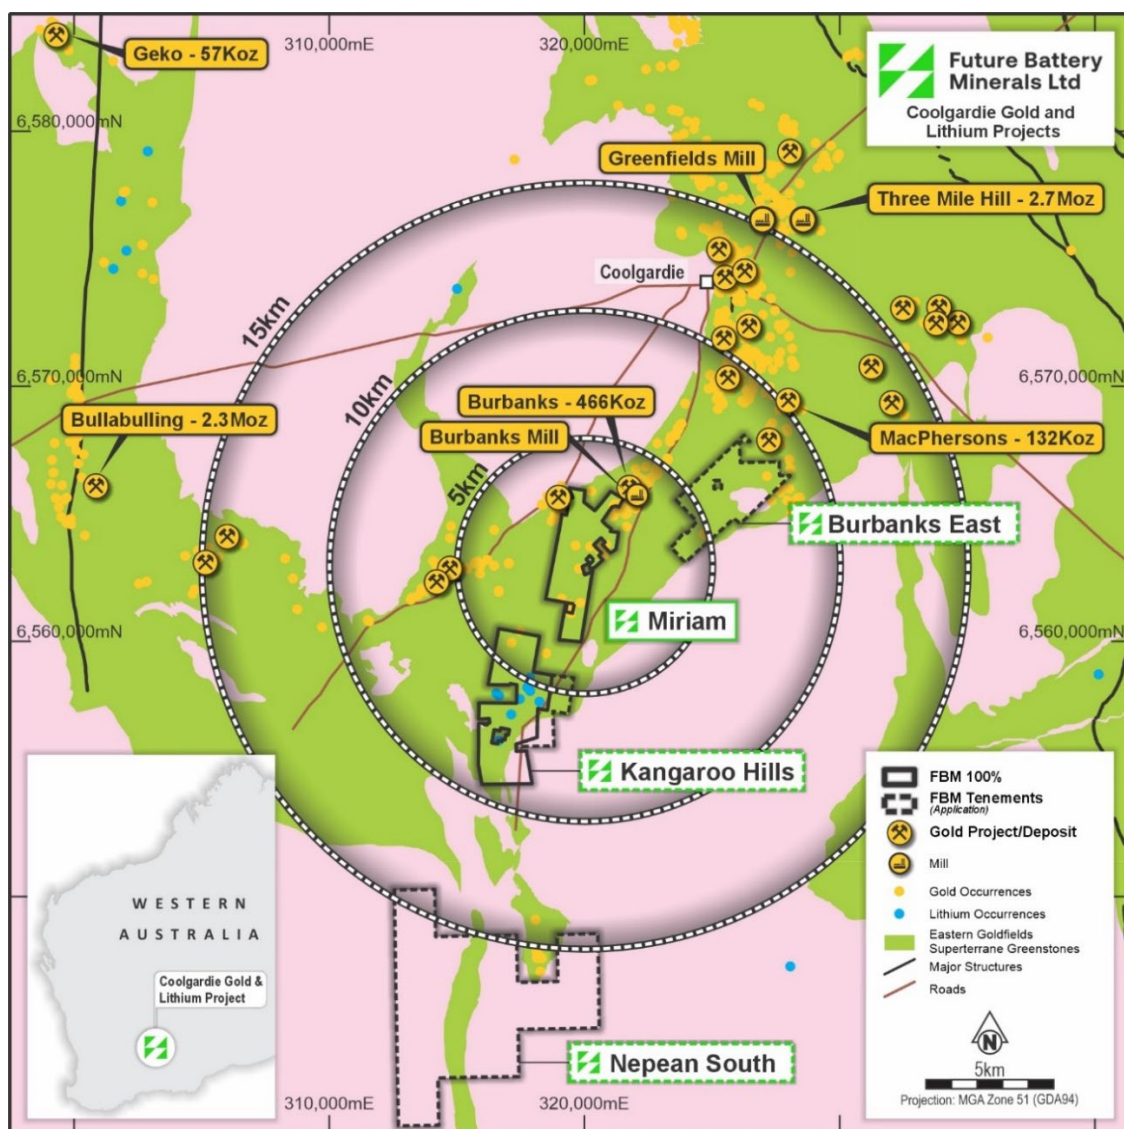 310,000mE
320,000mE
Geko - 57Koz
Future Battery
Minerals Ltd
Coolgardie Gold and
Lithium Projects
6,580,000mN
Greenfields Mill
Three Mile Hill - 2.7Moz
Coolgardie
15km
10km
5km
6,570,000mN
6,570,000mN
Bullabulling - 2.3Moz
Burbanks - 466Koz
Burbanks Mill
MacPhersons - 132Koz
Burbanks East
Miriam
6,560,000mN
6,560,000mN
Kangaroo Hills
Nepean South
310,000mE
320,000mE
WESTERN
AUSTRALIA
Coolgardie Gold &
Lithium Project
FBM 100%
FBM Tenements
(Application)
Gold Project/Deposit
Mill
Gold Occurrences
Lithium Occurrences
Eastern Goldfields
Superterrane Greenstones
Major Structures
Roads
N
5km
Projection: MGA Zone 51 (GDA94)